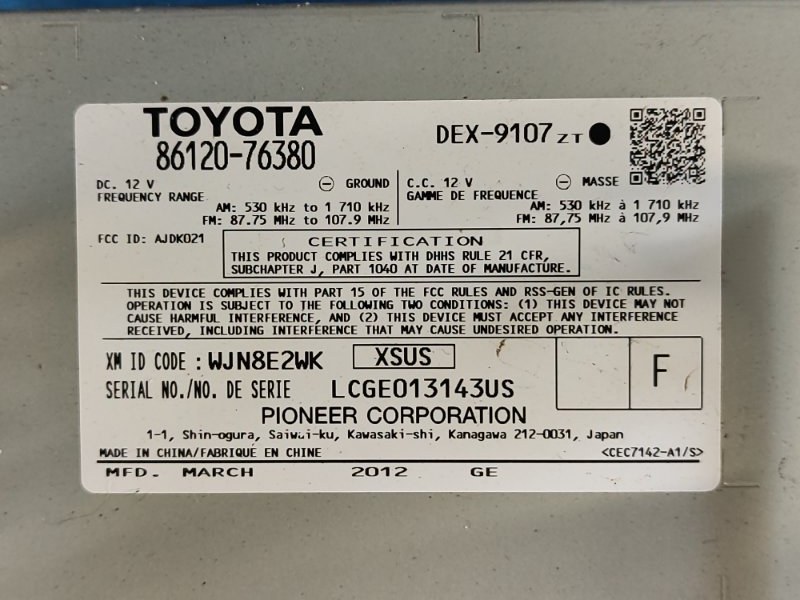 TOYOTA
86120-76380
DEX-9107 ZT
DC. 12 V ⊖ GROUND
FREQUENCY RANGE
AM: 530 kHz to 1 710 kHz
FM: 87.75 MHz to 107.9 MHz
C.C. 12 V ⊖ MASSE
GAMME DE FREQUENCE
AM: 530 kHz à 1 710 kHz
FM: 87,75 MHz à 107,9 MHz
FCC ID: AJDK021
CERTIFICATION
THIS PRODUCT COMPLIES WITH DHHS RULE 21 CFR,
SUBCHAPTER J, PART 1040 AT DATE OF MANUFACTURE.
THIS DEVICE COMPLIES WITH PART 15 OF THE FCC RULES AND RSS-GEN OF IC RULES.
OPERATION IS SUBJECT TO THE FOLLOWING TWO CONDITIONS: (1) THIS DEVICE MAY NOT
CAUSE HARMFUL INTERFERENCE, AND (2) THIS DEVICE MUST ACCEPT ANY INTERFERENCE
RECEIVED, INCLUDING INTERFERENCE THAT MAY CAUSE UNDESIRED OPERATION.
XM ID CODE : WJN8E2WK XSUS
F
SERIAL NO./NO. DE SERIE LCGE013143US
PIONEER CORPORATION
1-1, Shin-ogura, Saiwai-ku, Kawasaki-shi, Kanagawa 212-0031, Japan
MADE IN CHINA/FABRIQUÉ EN CHINE <CEC7142-A1/S>
MFD. MARCH 2012 GE